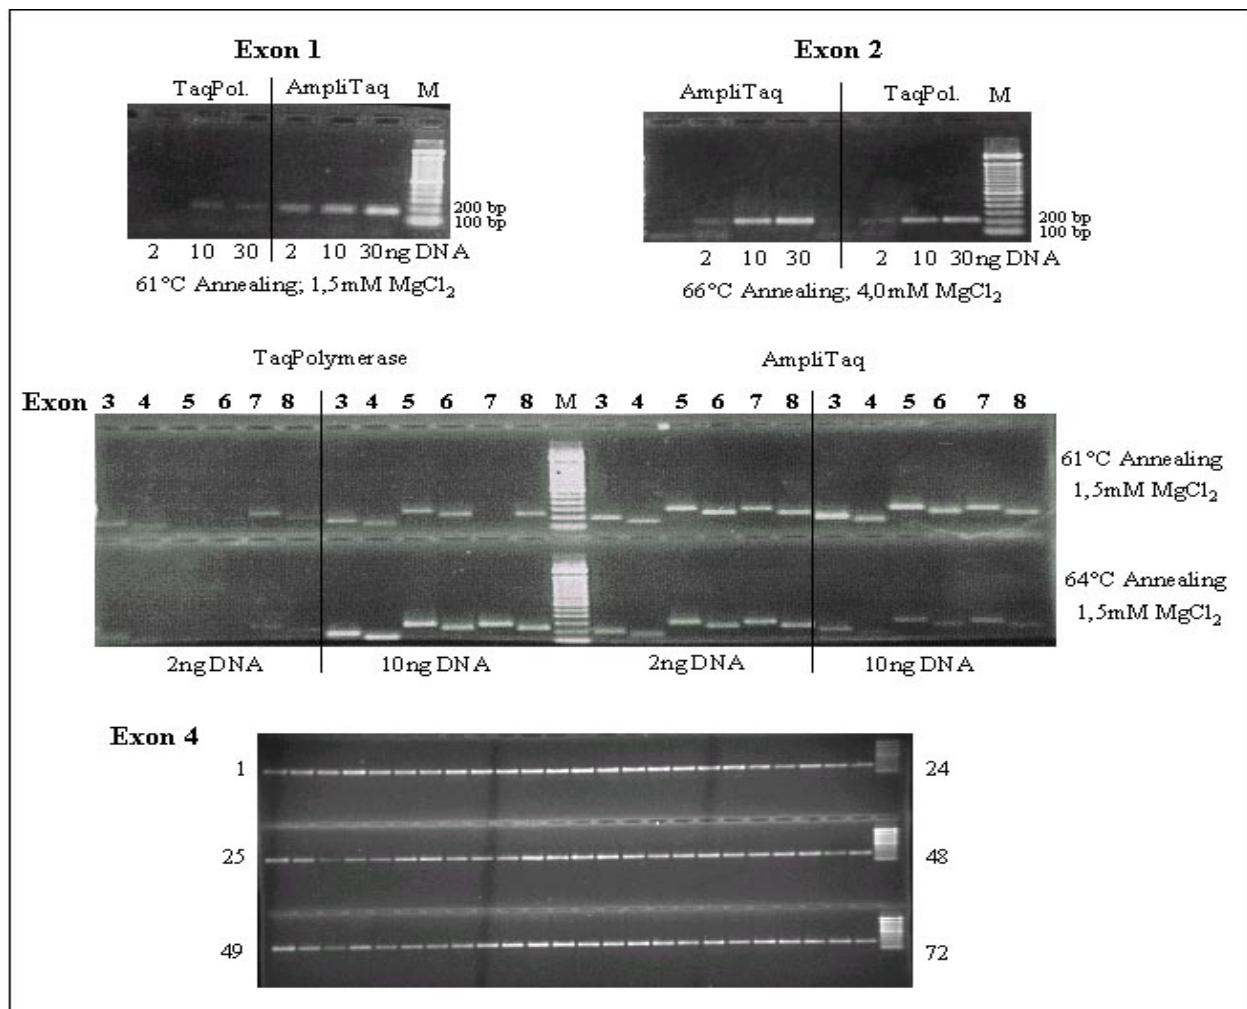 Exon 1
Exon 2
TaqPol. AmpliTaq M
AmpliTaq TaqPol. M
200 bp
100 bp
200 bp
100 bp
2 10 30 2 10 30ng DNA
2 10 30 2 10 30ng DNA
61°C Annealing; 1,5mM MgCl₂
66°C Annealing; 4,0mM MgCl₂
TaqPolymerase AmpliTaq
Exon 3 4 5 6 7 8 3 4 5 6 7 8 M 3 4 5 6 7 8 3 4 5 6 7 8
61°C Annealing
1,5mM MgCl₂
64°C Annealing
1,5mM MgCl₂
2ng DNA 10ng DNA 2ng DNA 10ng DNA
Exon 4
1 24
25 48
49 72